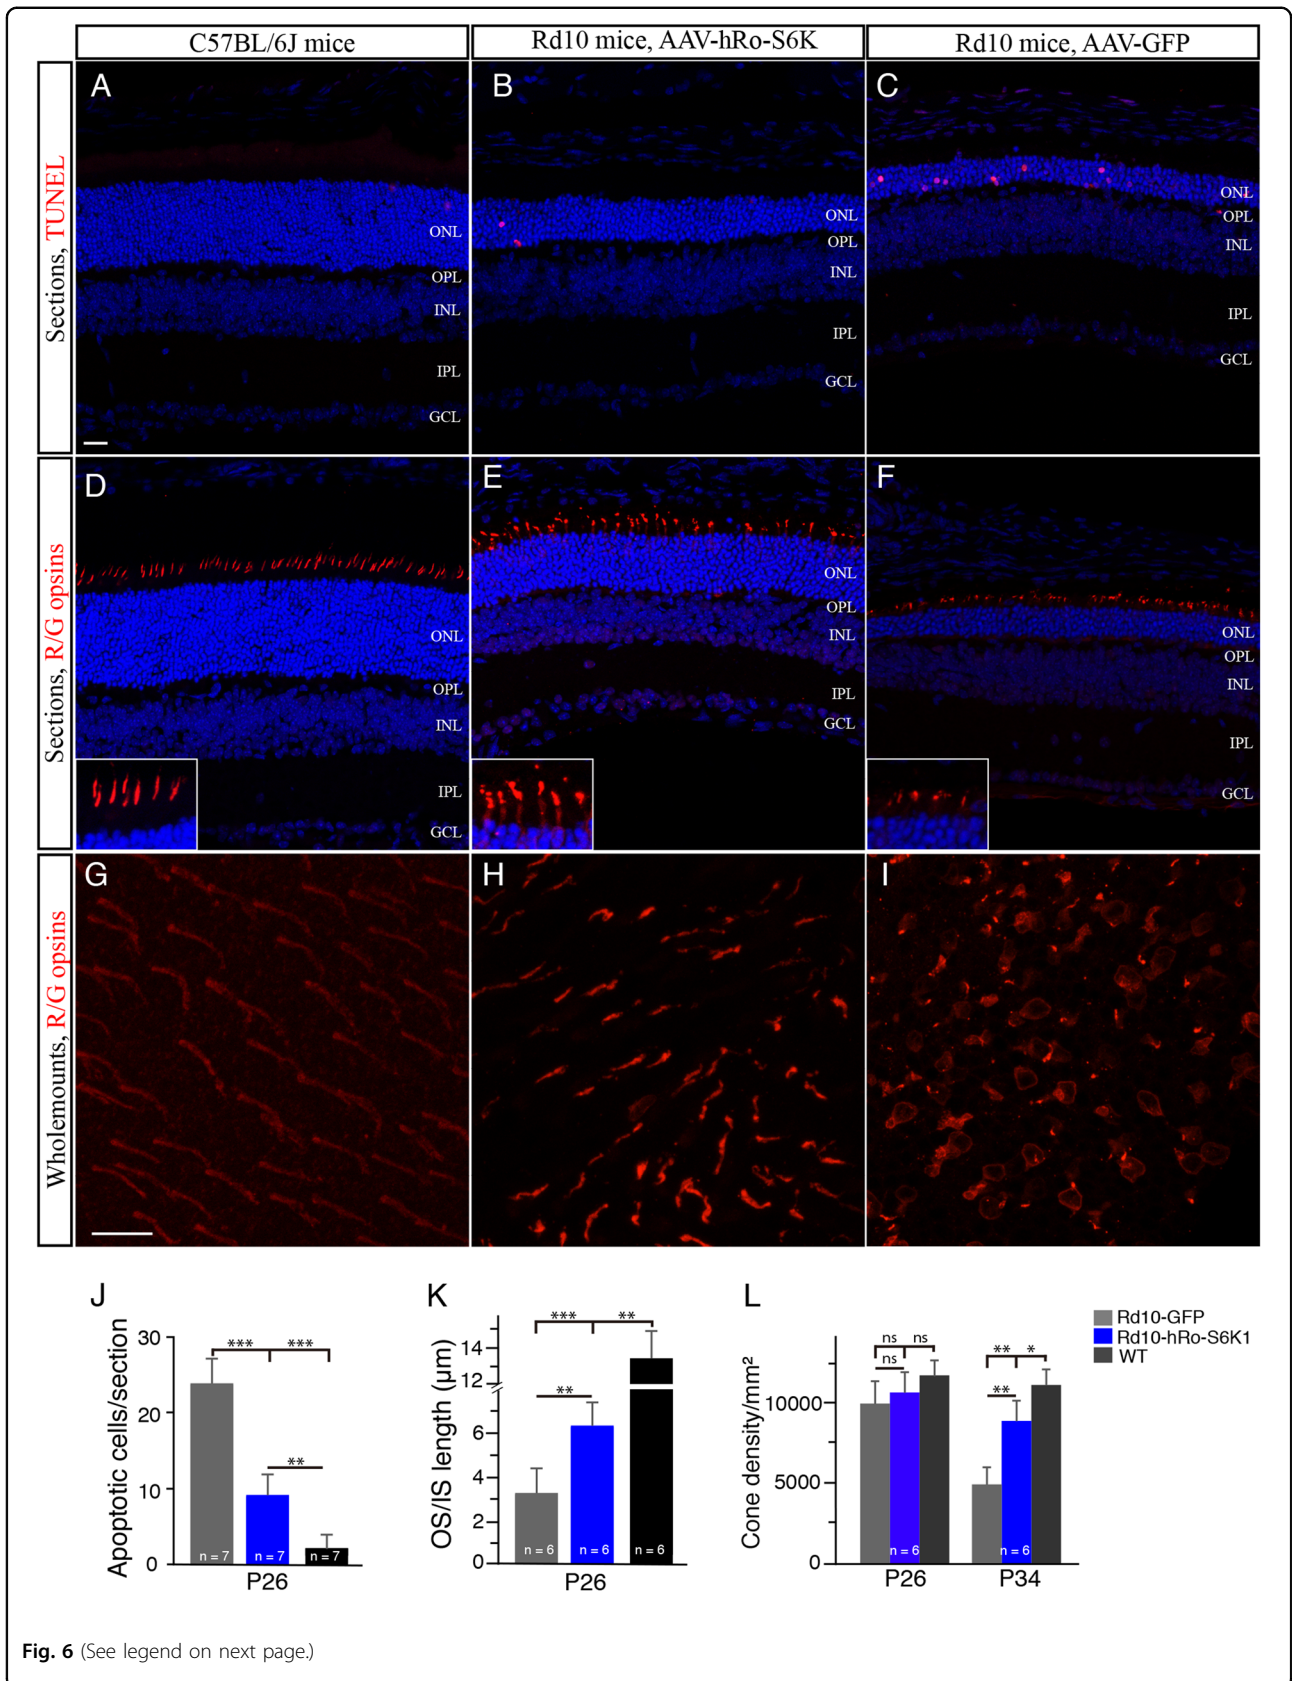 C57BL/6J mice
Rd10 mice, AAV-hRo-S6K
Rd10 mice, AAV-GFP
Sections, TUNEL
A
ONL
OPL
INL
IPL
GCL
B
ONL
OPL
INL
IPL
GCL
C
ONL
OPL
INL
IPL
GCL
Sections, R/G opsins
D
ONL
OPL
INL
IPL
GCL
E
ONL
OPL
INL
IPL
GCL
F
ONL
OPL
INL
IPL
GCL
Wholemounts, R/G opsins
G
H
I
J
Apoptotic cells/section
30
20
10
0
***
***
**
n = 7
n = 7
n = 7
P26
K
OS/IS length (µm)
14
12
6
4
2
0
***
**
**
n = 6
n = 6
n = 6
P26
L
Cone density/mm²
10000
5000
0
ns
ns
ns
**
*
**
n = 6
n = 6
P26
P34
Rd10-GFP
Rd10-hRo-S6K1
WT
Fig. 6 (See legend on next page.)